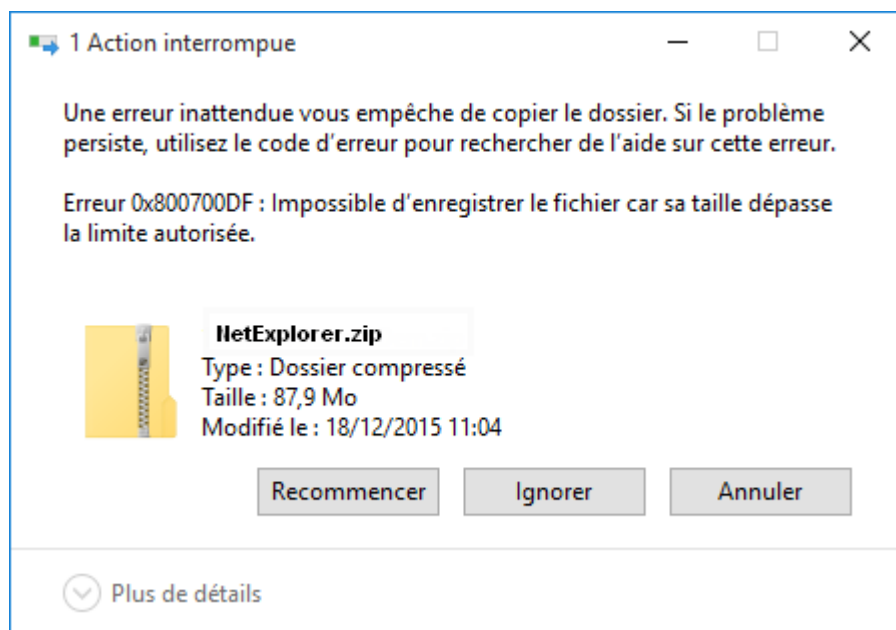 1 Action interrompue
Une erreur inattendue vous empêche de copier le dossier. Si le problème
persiste, utilisez le code d’erreur pour rechercher de l’aide sur cette erreur.
Erreur 0x800700DF : Impossible d’enregistrer le fichier car sa taille dépasse
la limite autorisée.
NetExplorer.zip
Type : Dossier compressé
Taille : 87,9 Mo
Modifié le : 18/12/2015 11:04
Recommencer
Ignorer
Annuler
Plus de détails